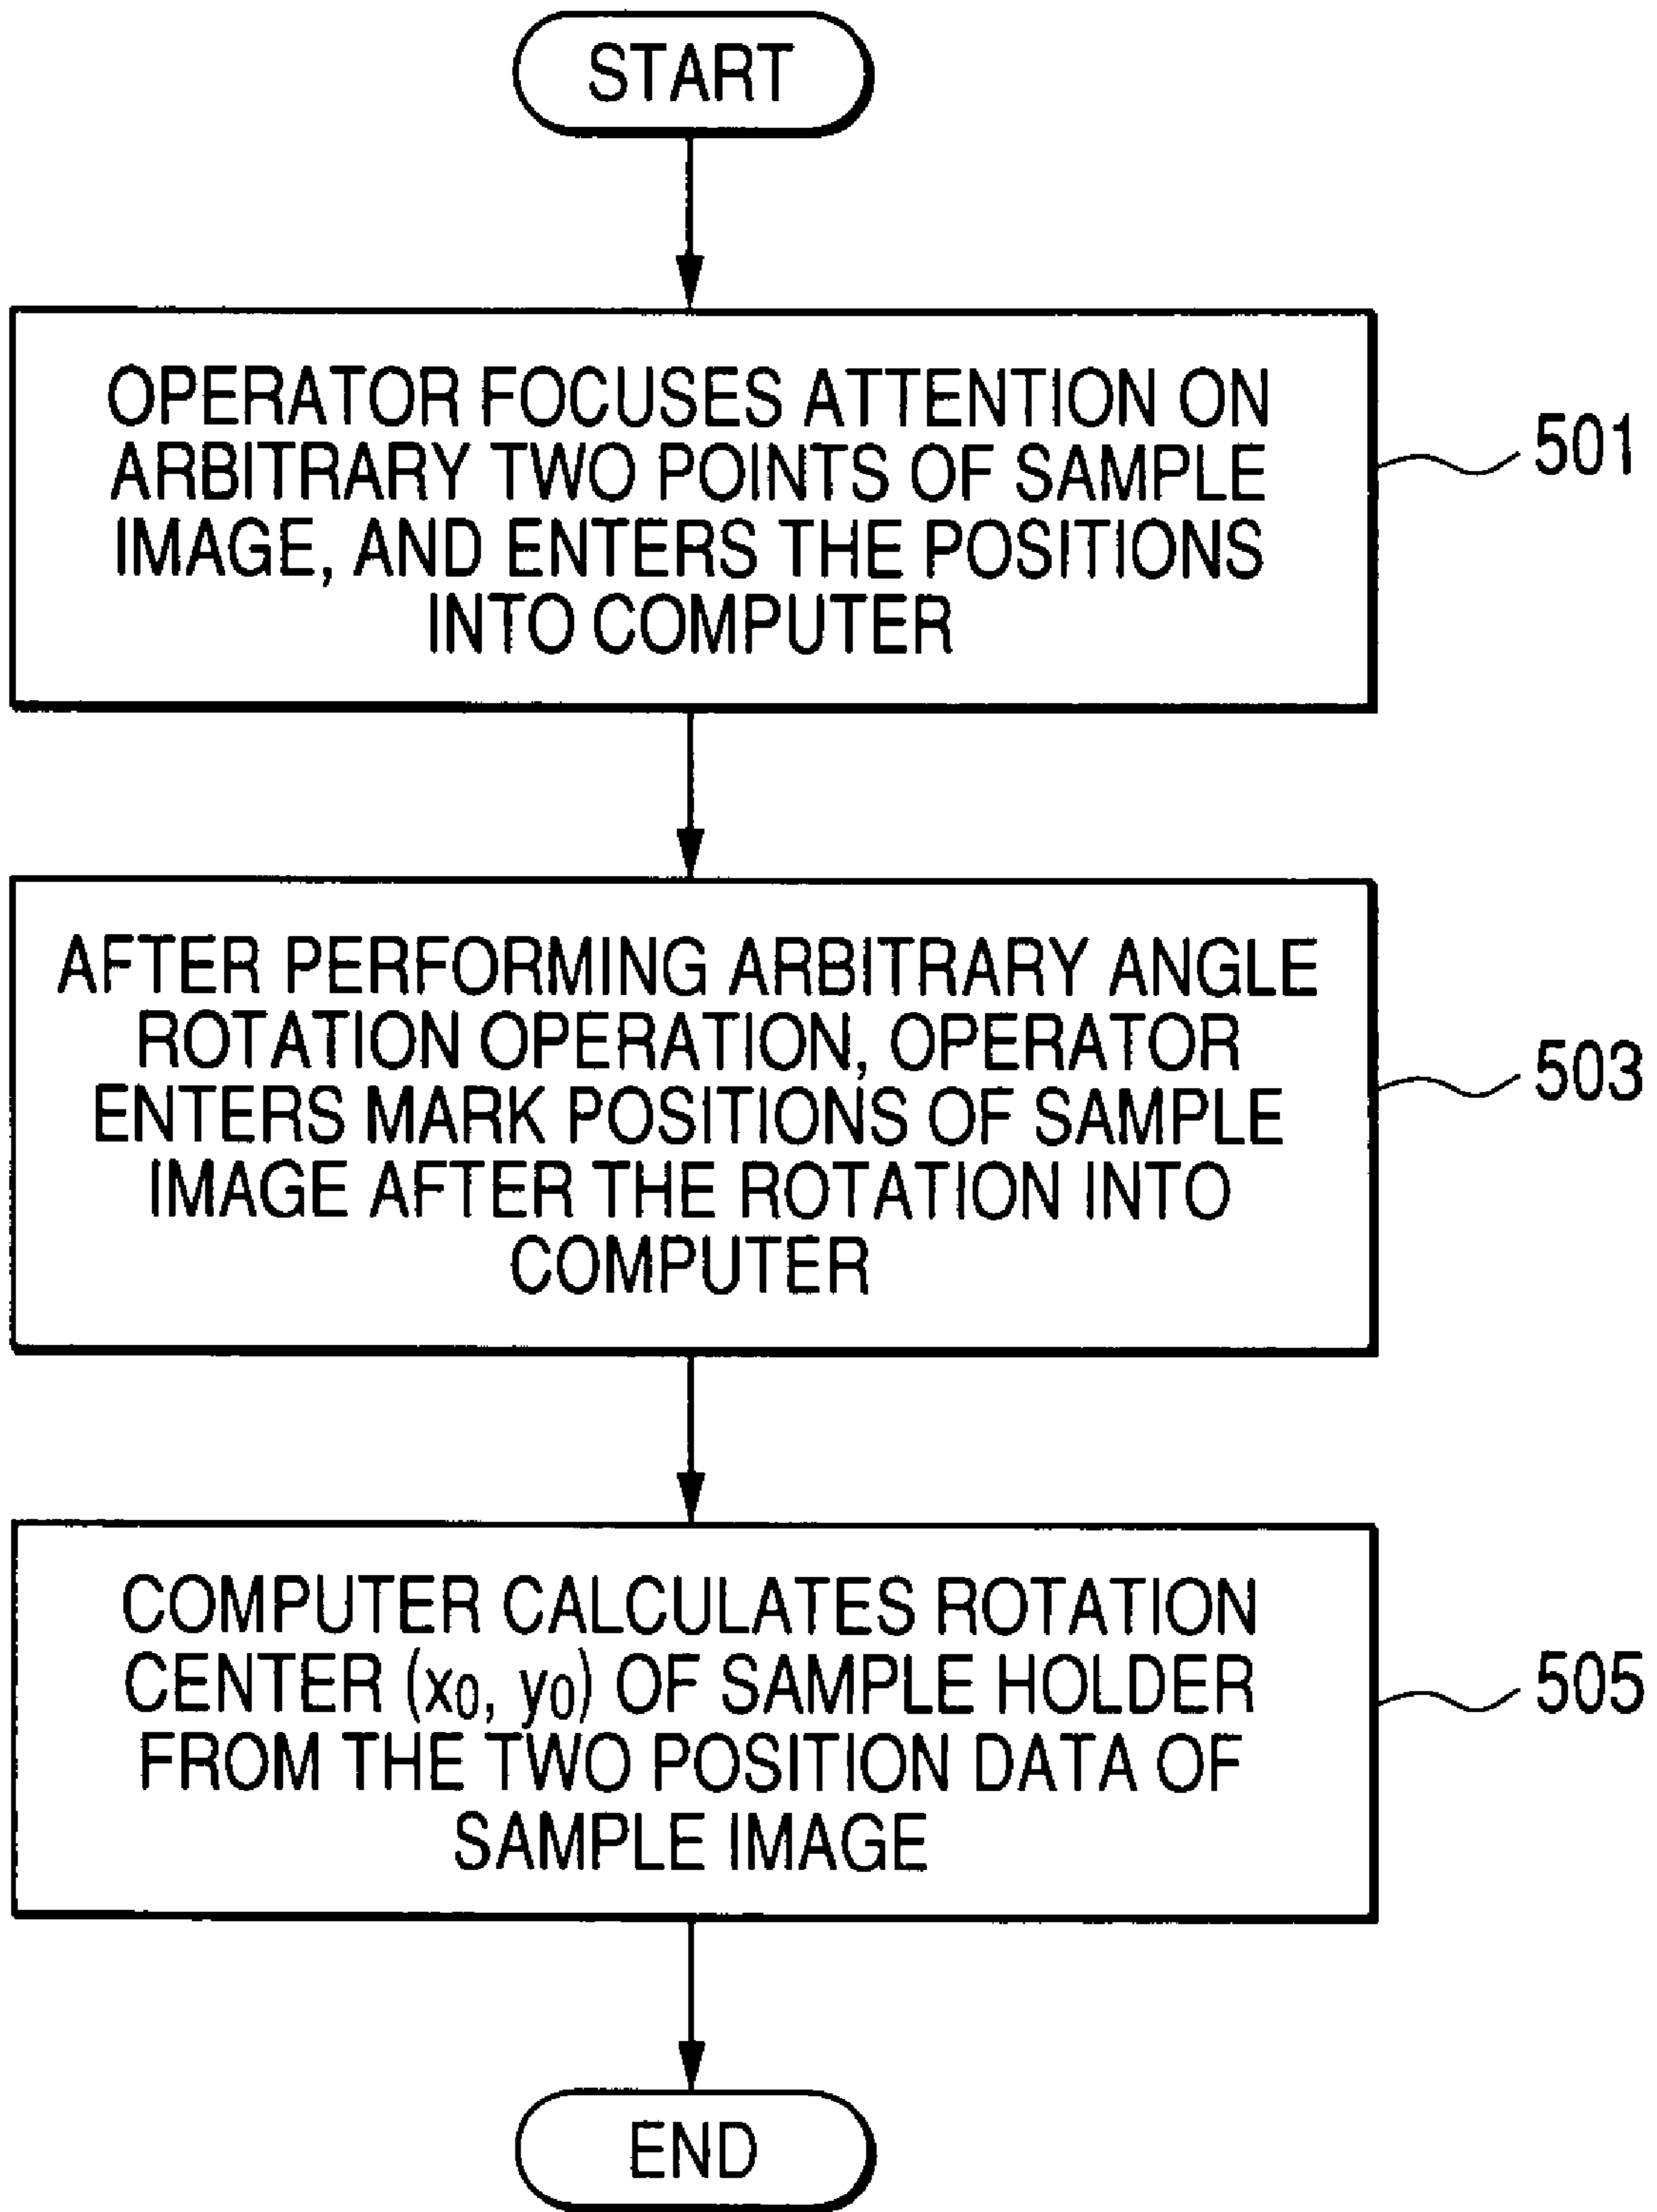 START
OPERATOR FOCUSES ATTENTION ON
ARBITRARY TWO POINTS OF SAMPLE
IMAGE, AND ENTERS THE POSITIONS
INTO COMPUTER
501
AFTER PERFORMING ARBITRARY ANGLE
ROTATION OPERATION, OPERATOR
ENTERS MARK POSITIONS OF SAMPLE
IMAGE AFTER THE ROTATION INTO
COMPUTER
503
COMPUTER CALCULATES ROTATION
CENTER (x₀, y₀) OF SAMPLE HOLDER
FROM THE TWO POSITION DATA OF
SAMPLE IMAGE
505
END